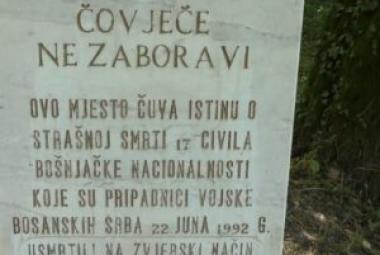 ČOVJEČE
NE ZABORAVI
OVO MJESTO ČUVA ISTINU O
STRAŠNOJ SMRTI 17 CIVILA
BOŠNJAČKE NACIONALNOSTI
KOJE SU PRIPADNICI VOJSKE
BOSANSKIH SRBA 22 JUNA 1992 G.
USMRTILI NA ZVJERSKI NAČIN